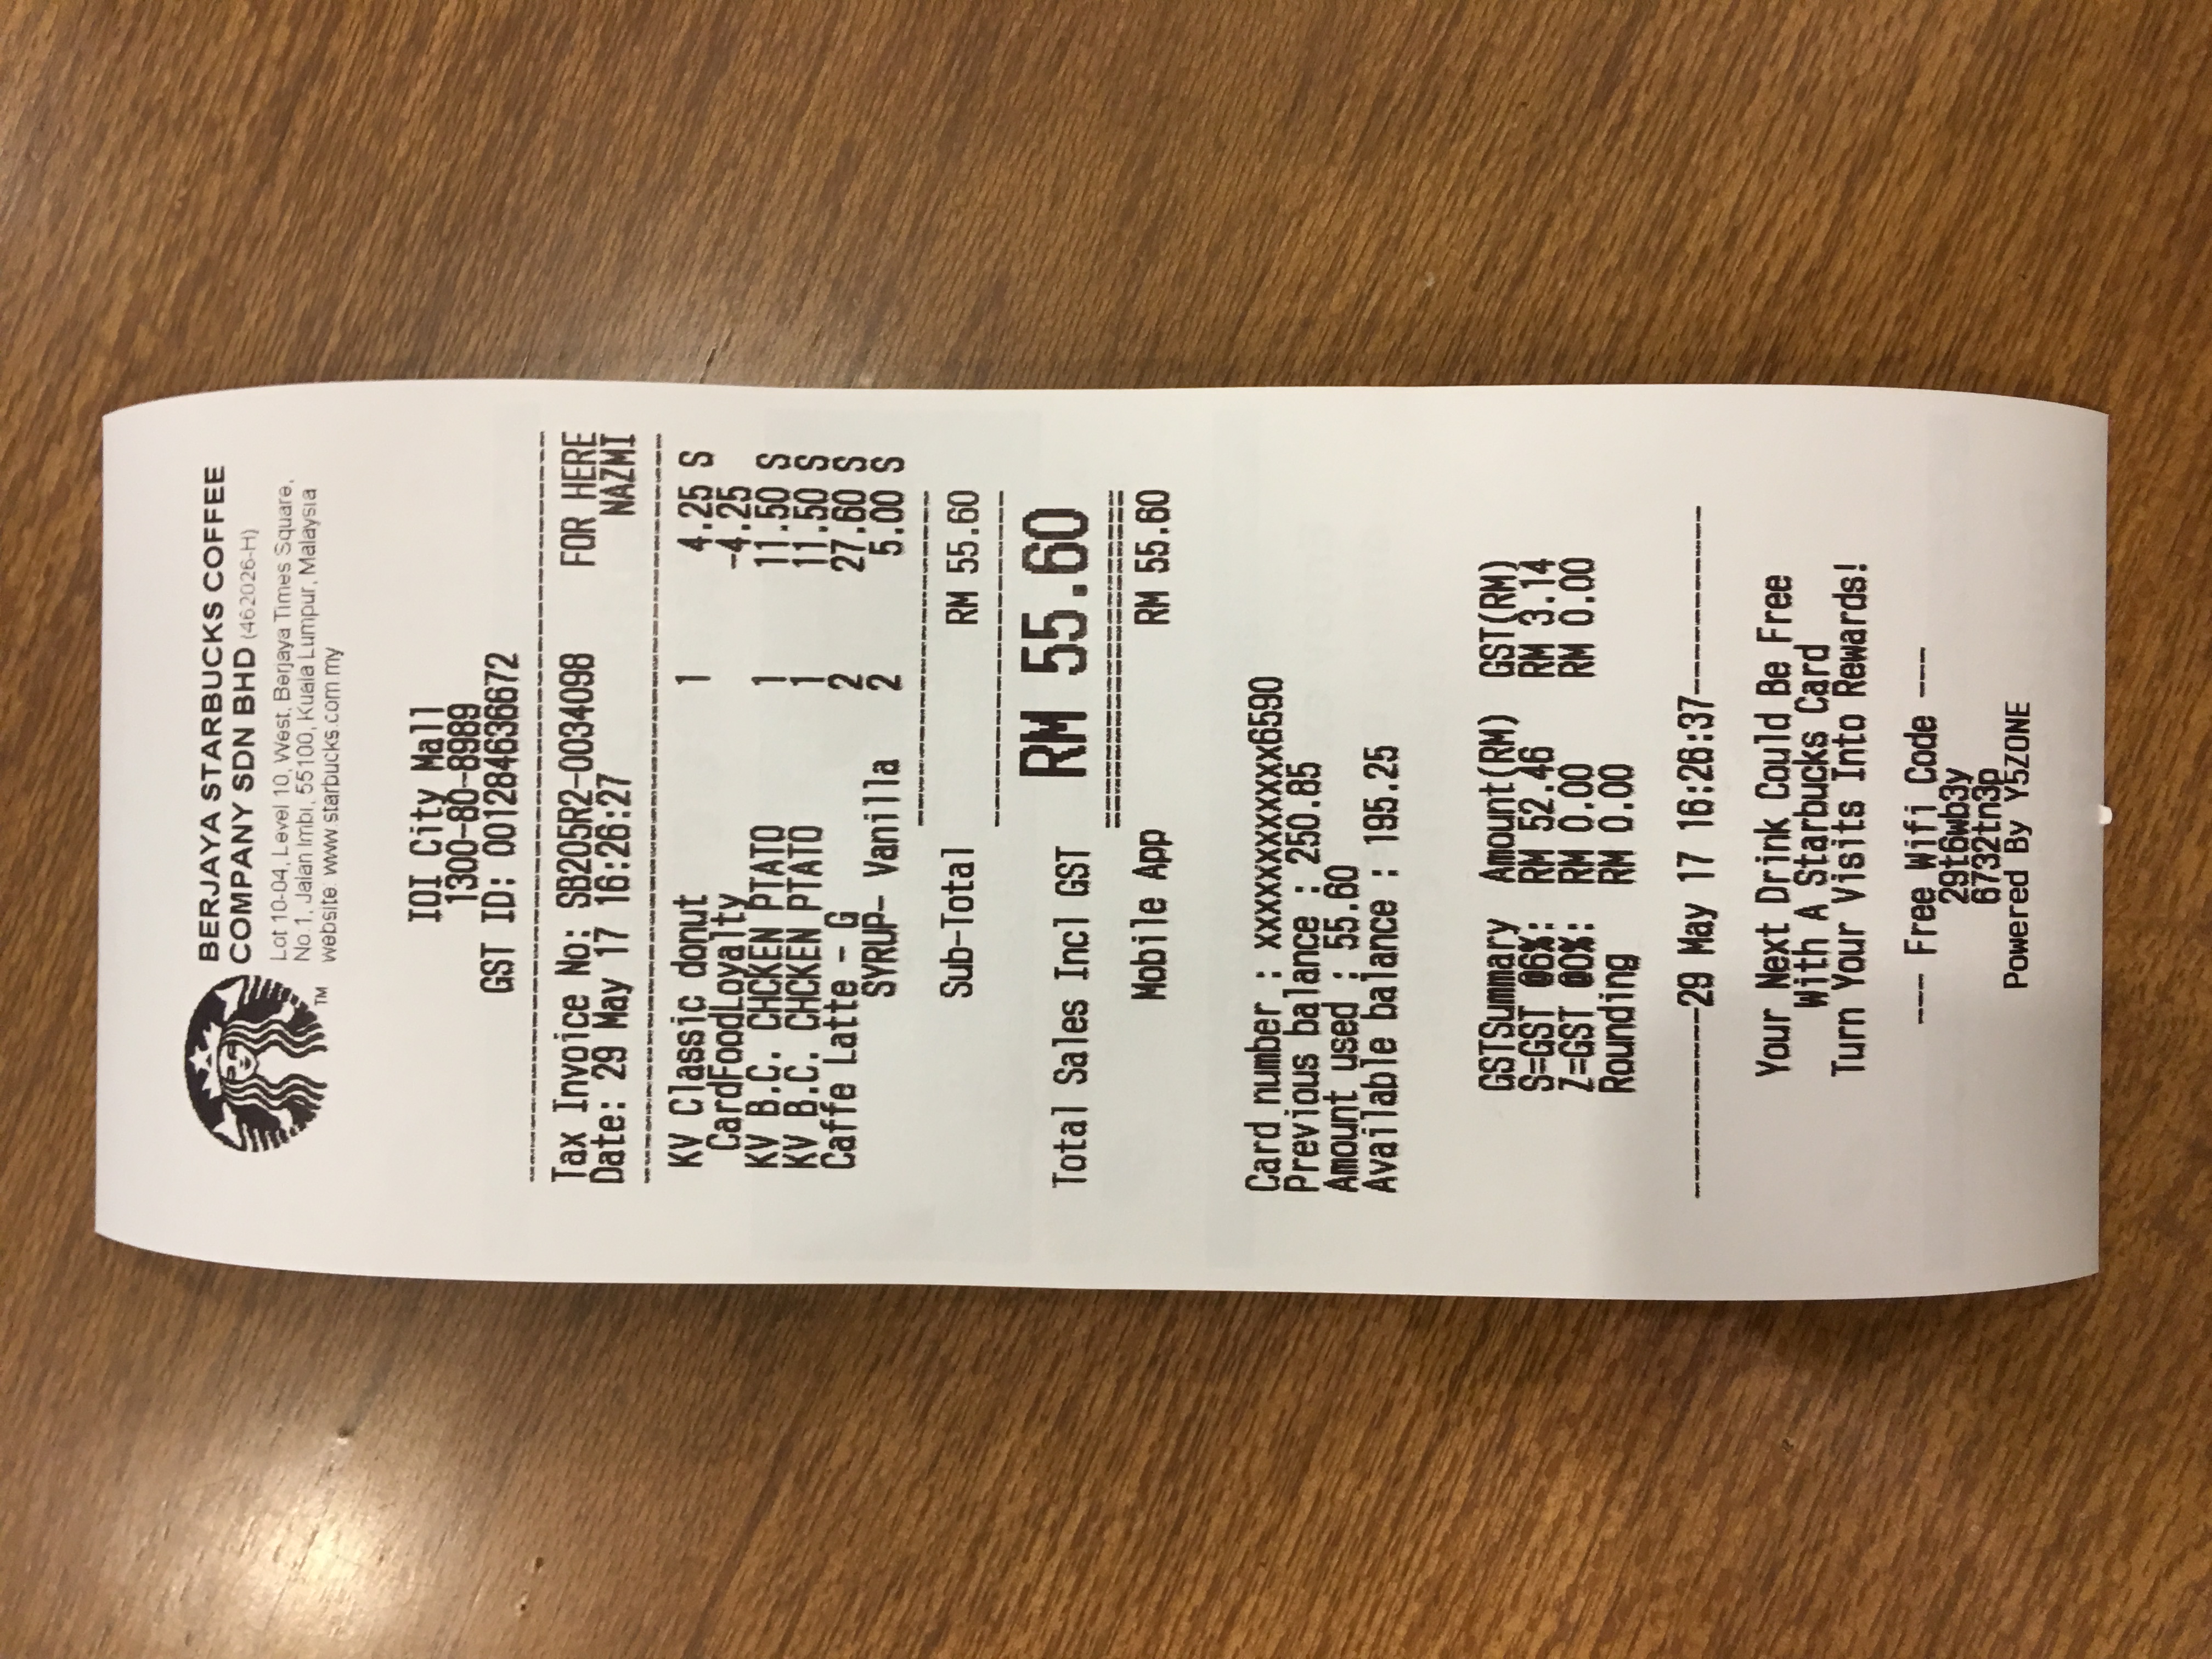 BERJAYA STARBUCKS COFFEE
COMPANY SDN BHD (462026-H)
Lot 10-04, Level 10, West, Berjaya Times Square,
No.1, Jalan Imbi, 55100, Kuala Lumpur, Malaysia
website: www.starbucks.com.my
TM
IOI City Mall
1300-80-8989
GST ID: 001284636672
Tax Invoice No: SB205R2-0034098 FOR HERE
Date: 29 May 17 16:26:27 NAZMI
KV Classic donut 1 4.25 S
CardFoodLoyalty -4.25
KV B.C. CHCKEN PTATO 1 11.50 S
KV B.C. CHCKEN PTATO 1 11.50 S
Caffe Latte - G 2 27.60 S
SYRUP- Vanilla 2 5.00 S
Sub-Total RM 55.60
Total Sales Incl GST RM 55.60
Mobile App RM 55.60
Card number : xxxxxxxxxxxx6590
Previous balance : 250.85
Amount used : 55.60
Available balance : 195.25
GSTSummary Amount(RM) GST(RM)
S=GST @6%: RM 52.46 RM 3.14
Z=GST @0%: RM 0.00 RM 0.00
Rounding RM 0.00
-----------29 May 17 16:26:37-----------
Your Next Drink Could Be Free
With A Starbucks Card
Turn Your Visits Into Rewards!
--- Free Wifi Code ---
29t6wb3y
6732tn3p
Powered By Y5ZONE